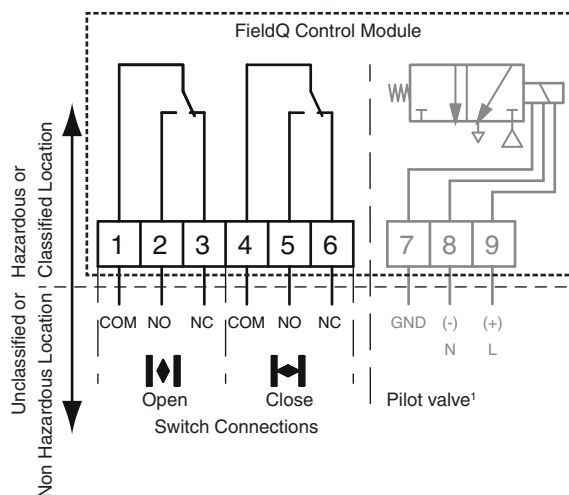 FieldQ Control Module
Hazardous or
Classified Location
1 2 3 4 5 6 7 8 9
Unclassified or
Non Hazardous Location
COM NO NC COM NO NC GND (-) (+)
N L
Open Close Pilot valve¹
Switch Connections